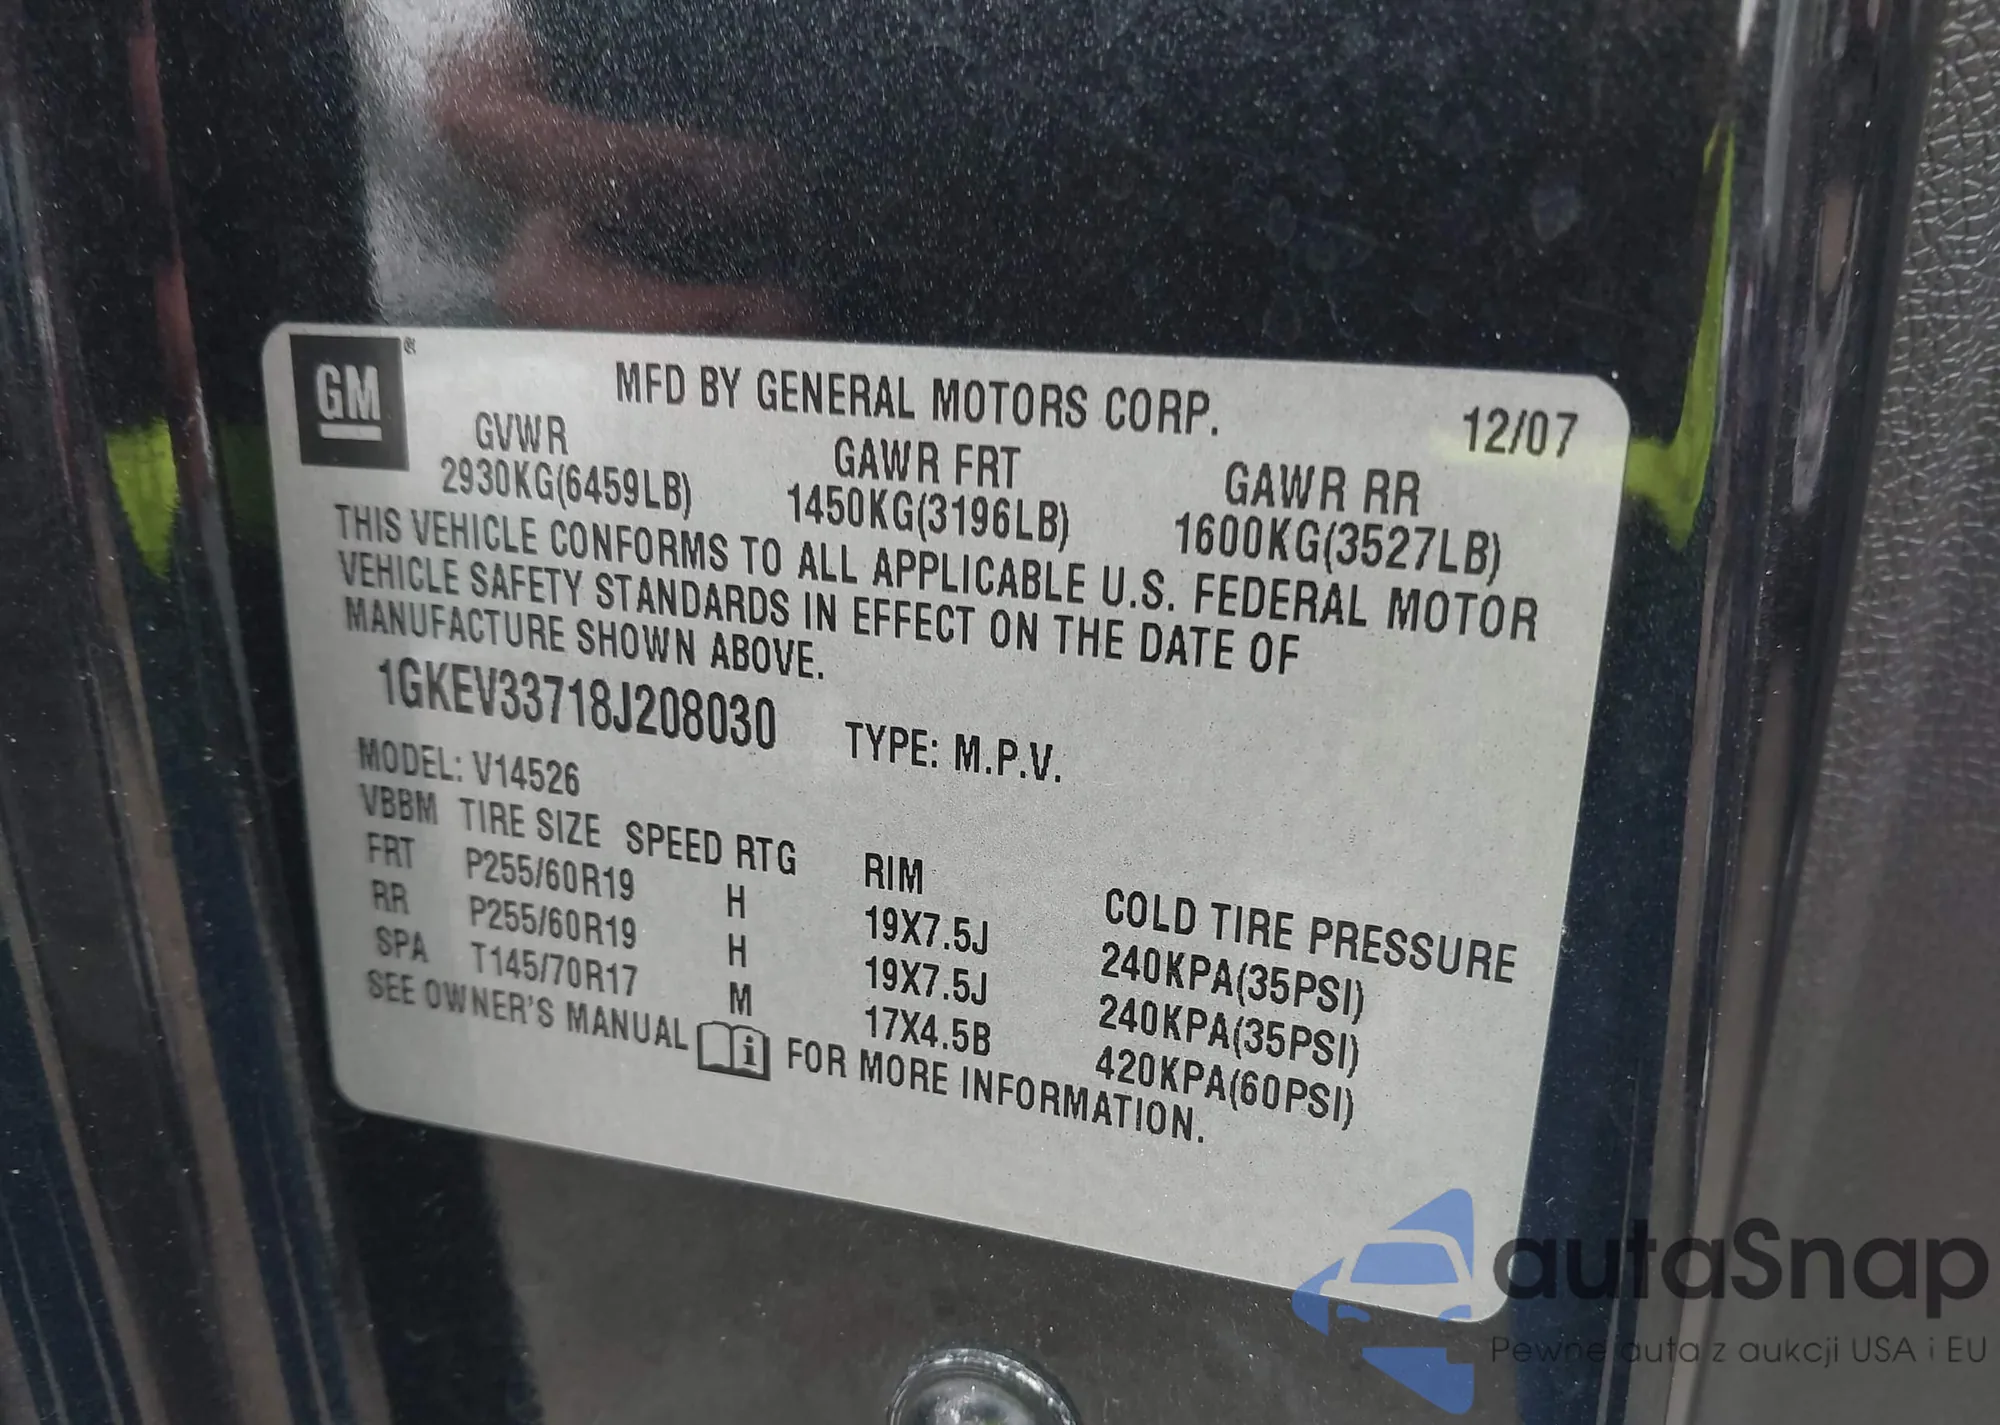 GM
MFD BY GENERAL MOTORS CORP.
12/07
GVWR GAWR FRT GAWR RR
2930KG(6459LB) 1450KG(3196LB) 1600KG(3527LB)
THIS VEHICLE CONFORMS TO ALL APPLICABLE U.S. FEDERAL MOTOR
VEHICLE SAFETY STANDARDS IN EFFECT ON THE DATE OF
MANUFACTURE SHOWN ABOVE.
1GKEV33718J208030 TYPE: M.P.V.
MODEL: V14526
VBBM TIRE SIZE SPEED RTG RIM COLD TIRE PRESSURE
FRT P255/60R19 H 19X7.5J 240KPA(35PSI)
RR P255/60R19 H 19X7.5J 240KPA(35PSI)
SPA T145/70R17 M 17X4.5B 420KPA(60PSI)
SEE OWNER'S MANUAL i FOR MORE INFORMATION.
autaSnap
Pewne auta z aukcji USA i EU